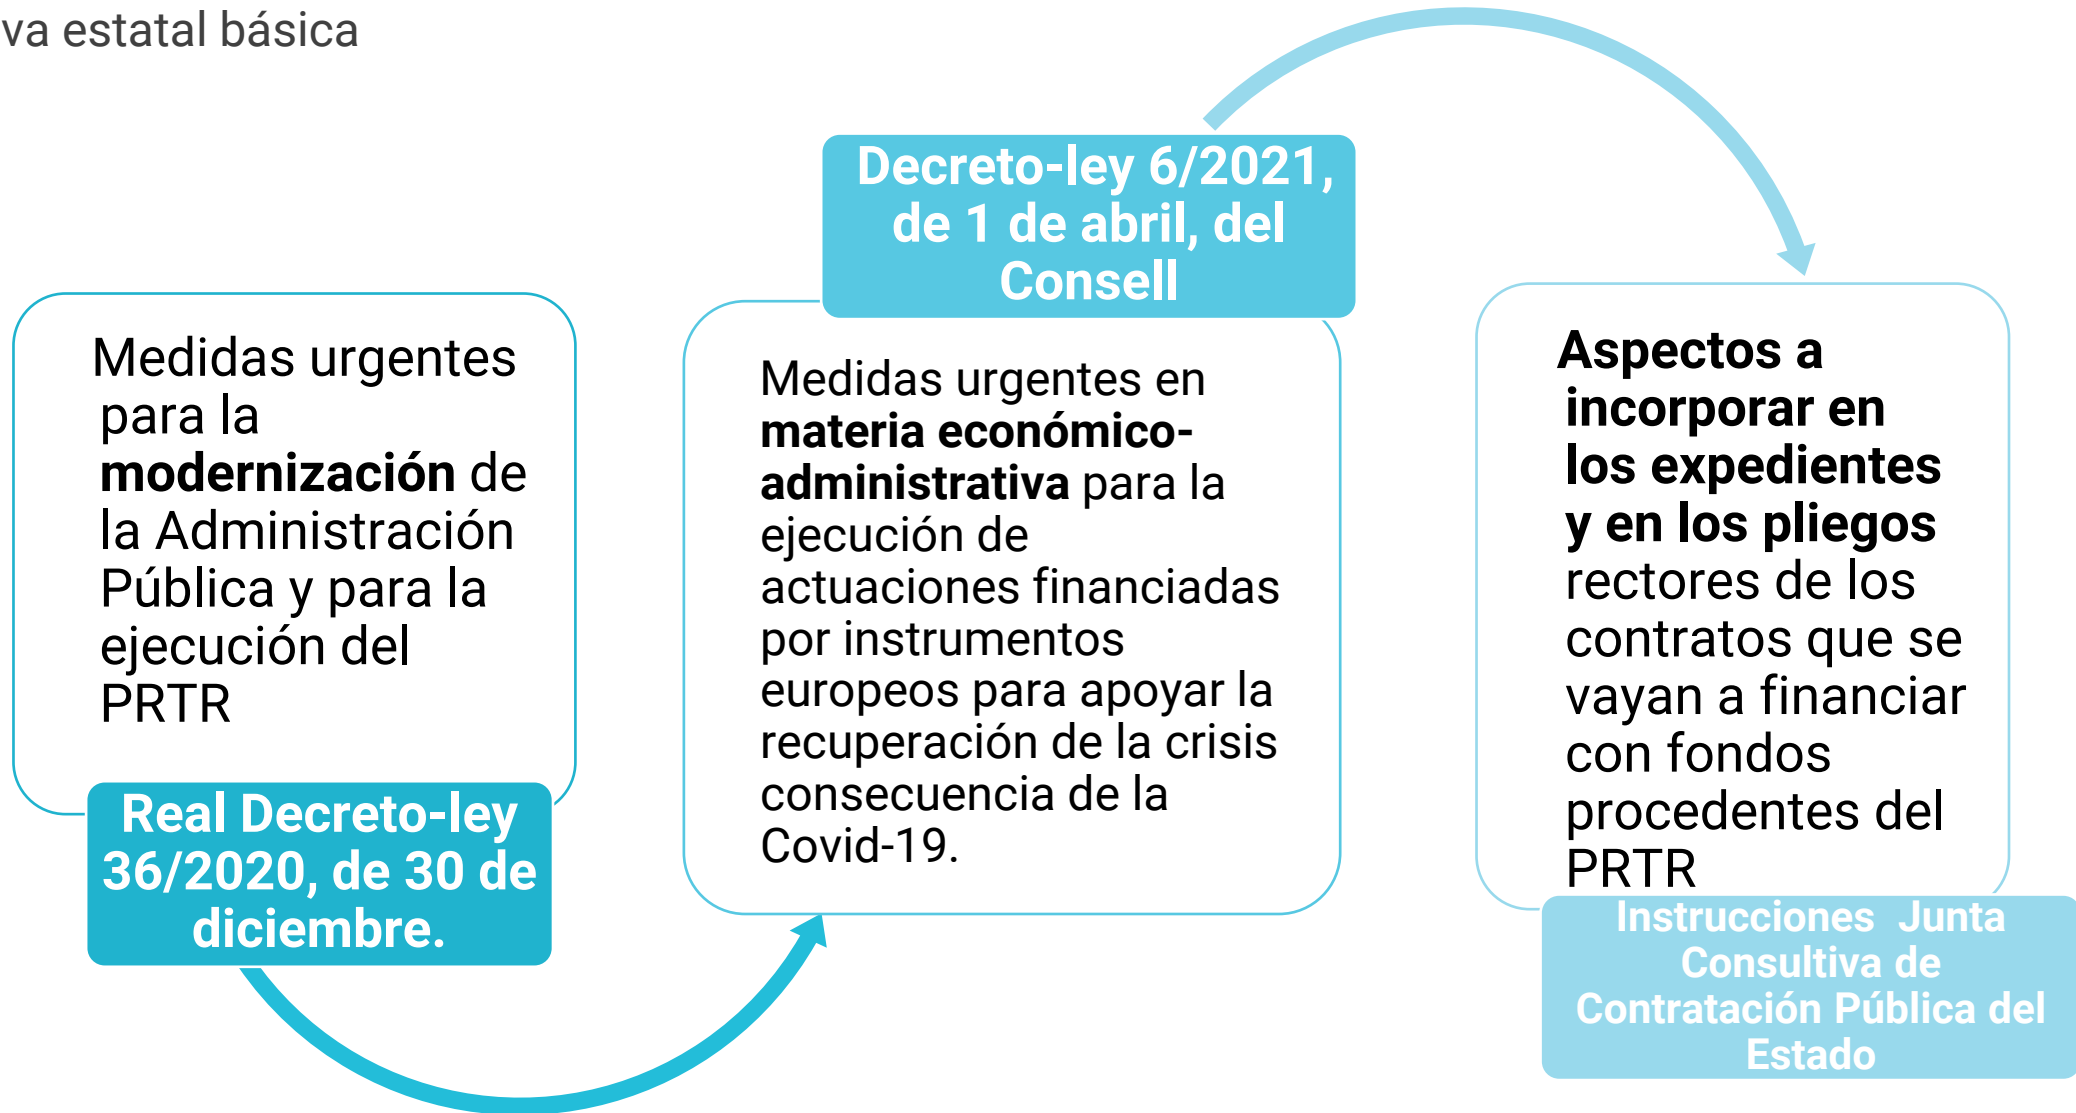 va estatal básica
Medidas urgentes
para la
modernización de
la Administración
Pública y para la
ejecución del
PRTR
Real Decreto-ley
36/2020, de 30 de
diciembre.
Decreto-ley 6/2021,
de 1 de abril, del
Consell
Medidas urgentes en
materia económico-
administrativa para la
ejecución de
actuaciones financiadas
por instrumentos
europeos para apoyar la
recuperación de la crisis
consecuencia de la
Covid-19.
Aspectos a
incorporar en
los expedientes
y en los pliegos
rectores de los
contratos que se
vayan a financiar
con fondos
procedentes del
PRTR
Instrucciones  Junta
Consultiva de
Contratación Pública del
Estado